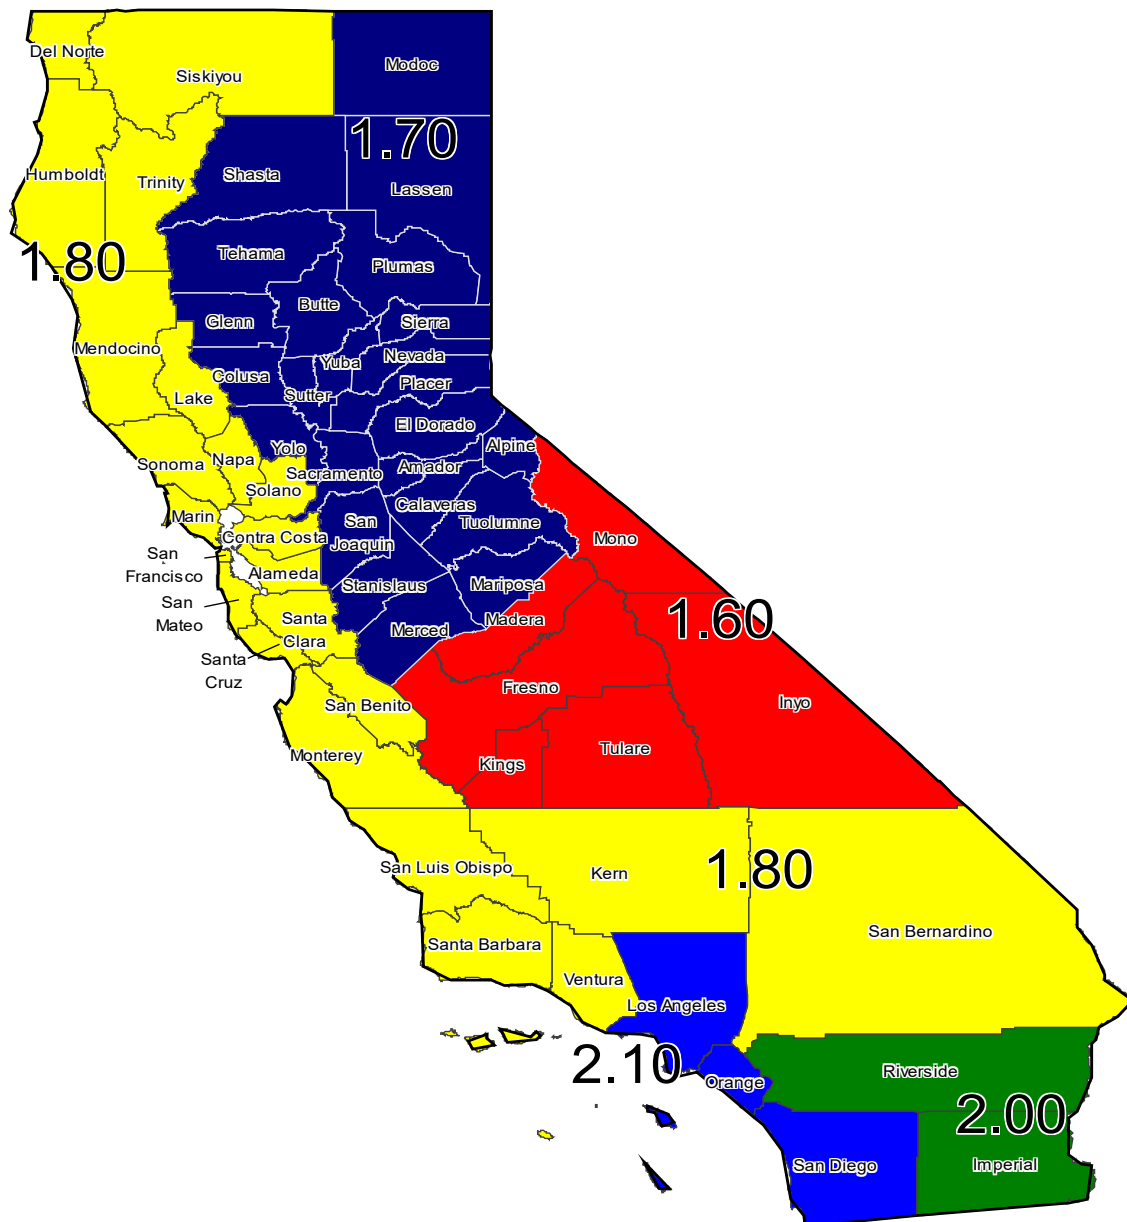 Del Norte
Siskiyou
Modoc
1.70
Humboldt
Trinity
Shasta
Lassen
1.80
Tehama
Plumas
Butte
Glenn
Sierra
Mendocino
Yuba
Nevada
Colusa
Placer
Lake
Sutter
El Dorado
Yolo
Alpine
Sonoma
Napa
Sacramento
Amador
Solano
Calaveras
Marin
San
Joaquin
Tuolumne
Contra Costa
Mono
San
Francisco
Alameda
Stanislaus
Mariposa
San
Mateo
Santa
Clara
Merced
Madera
1.60
Santa
Cruz
Fresno
San Benito
Inyo
Monterey
Kings
Tulare
San Luis Obispo
Kern
1.80
San Bernardino
Santa Barbara
Ventura
Los Angeles
2.10
Orange
Riverside
2.00
San Diego
Imperial